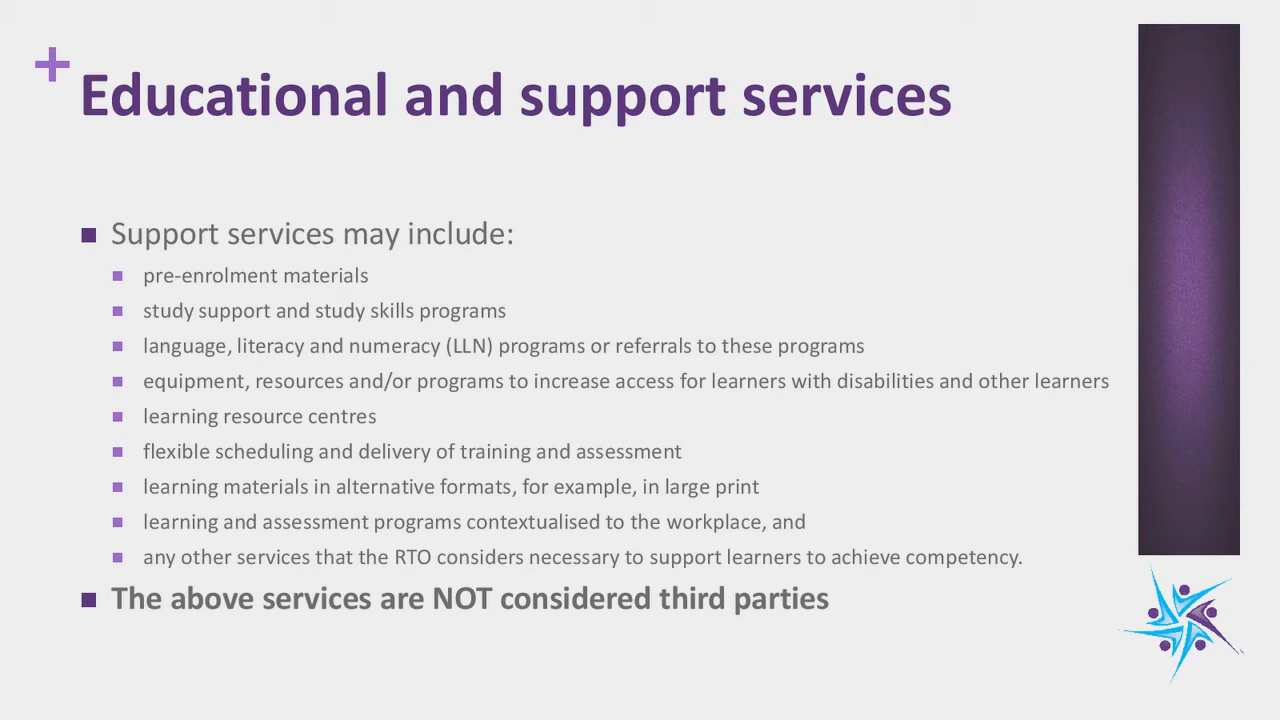 Educational and support services
Support services may include:
pre-enrolment materials
study support and study skills programs
language, literacy and numeracy (LLN) programs or referrals to these programs
equipment, resources and/or programs to increase access for learners with disabilities and other learners
learning resource centres
flexible scheduling and delivery of training and assessment
learning materials in alternative formats, for example, in large print
learning and assessment programs contextualised to the workplace, and
any other services that the RTO considers necessary to support learners to achieve competency.
The above services are NOT considered third parties